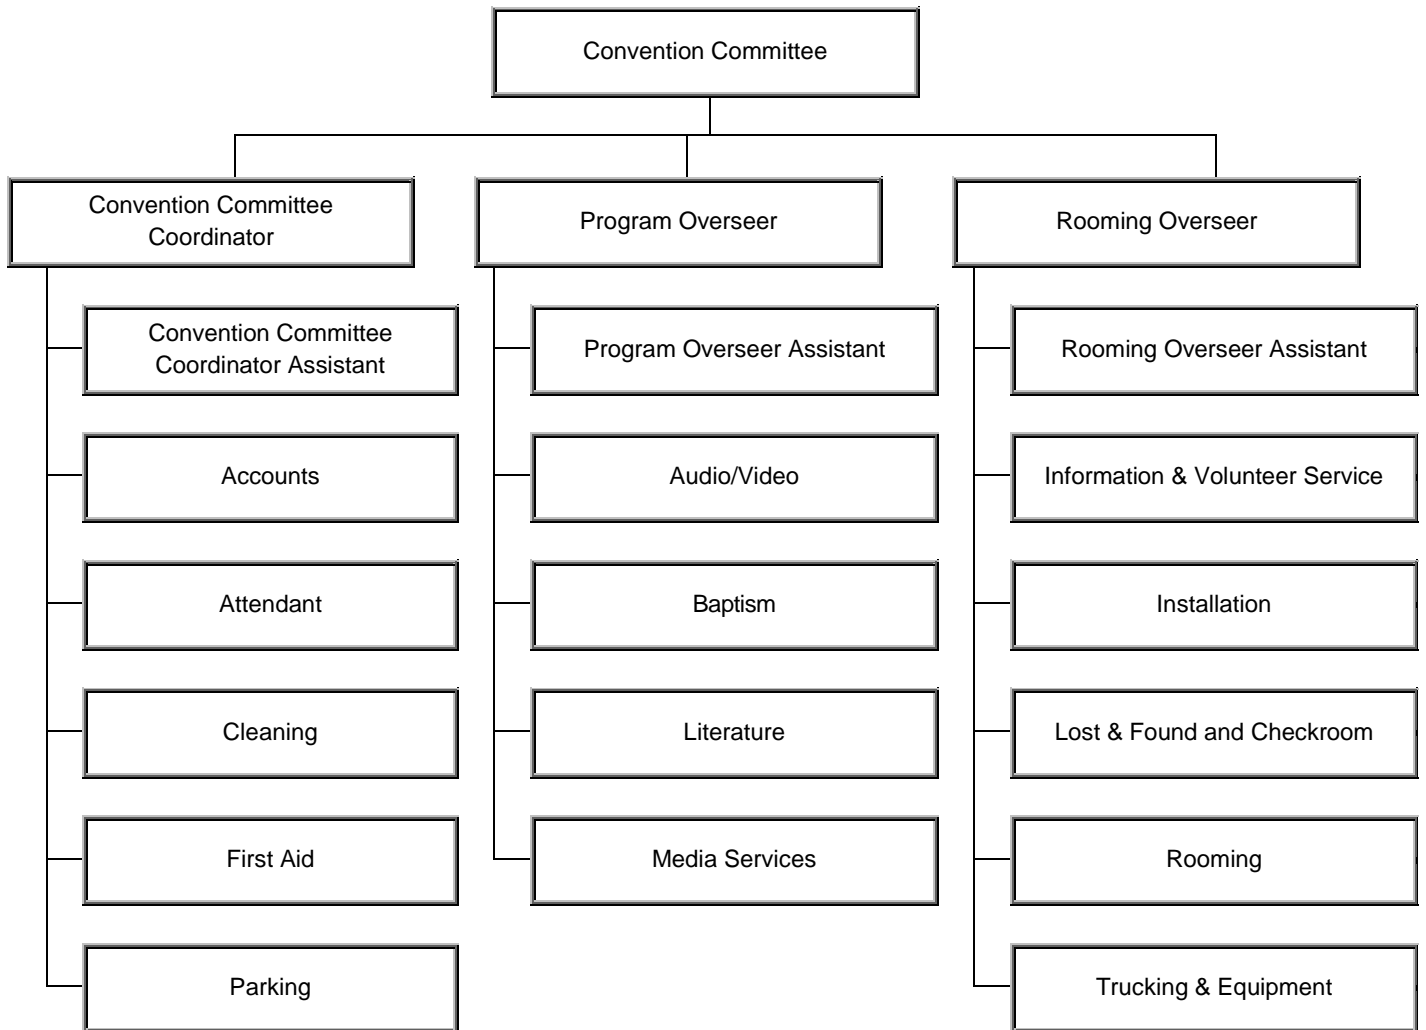 Convention Committee
Convention Committee
Coordinator
Program Overseer
Rooming Overseer
Convention Committee
Coordinator Assistant
Program Overseer Assistant
Rooming Overseer Assistant
Accounts
Audio/Video
Information & Volunteer Service
Attendant
Baptism
Installation
Cleaning
Literature
Lost & Found and Checkroom
First Aid
Media Services
Rooming
Parking
Trucking & Equipment